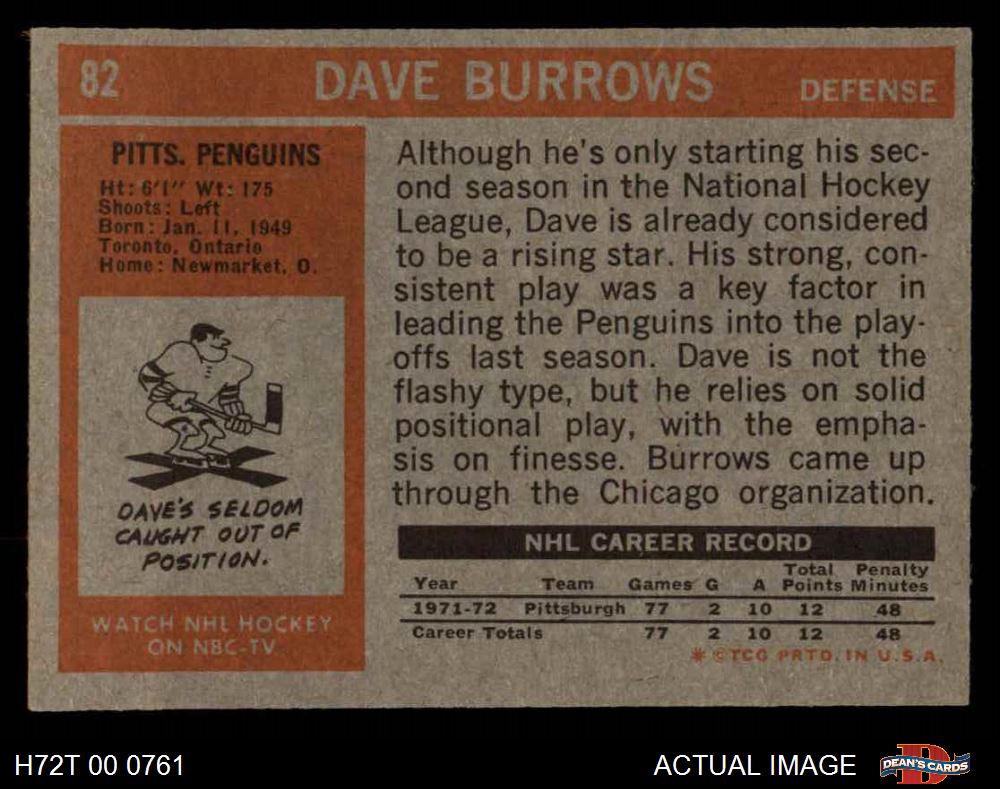 82 DAVE BURROWS DEFENSE
PITTS. PENGUINS
Ht: 6'1" Wt: 175
Shoots: Left
Born: Jan. 11, 1949
Toronto, Ontario
Home: Newmarket, O.
DAVE'S SELDOM
CAUGHT OUT OF
POSITION.
WATCH NHL HOCKEY
ON NBC-TV
Although he's only starting his sec-
ond season in the National Hockey
League, Dave is already considered
to be a rising star. His strong, con-
sistent play was a key factor in
leading the Penguins into the play-
offs last season. Dave is not the
flashy type, but he relies on solid
positional play, with the empha-
sis on finesse. Burrows came up
through the Chicago organization.
NHL CAREER RECORD
Year Team Games G A Total Points Penalty Minutes
1971-72 Pittsburgh 77 2 10 12 48
Career Totals 77 2 10 12 48
* © TCG PRTD. IN U.S.A.
H72T 00 0761 ACTUAL IMAGE DEAN'S CARDS